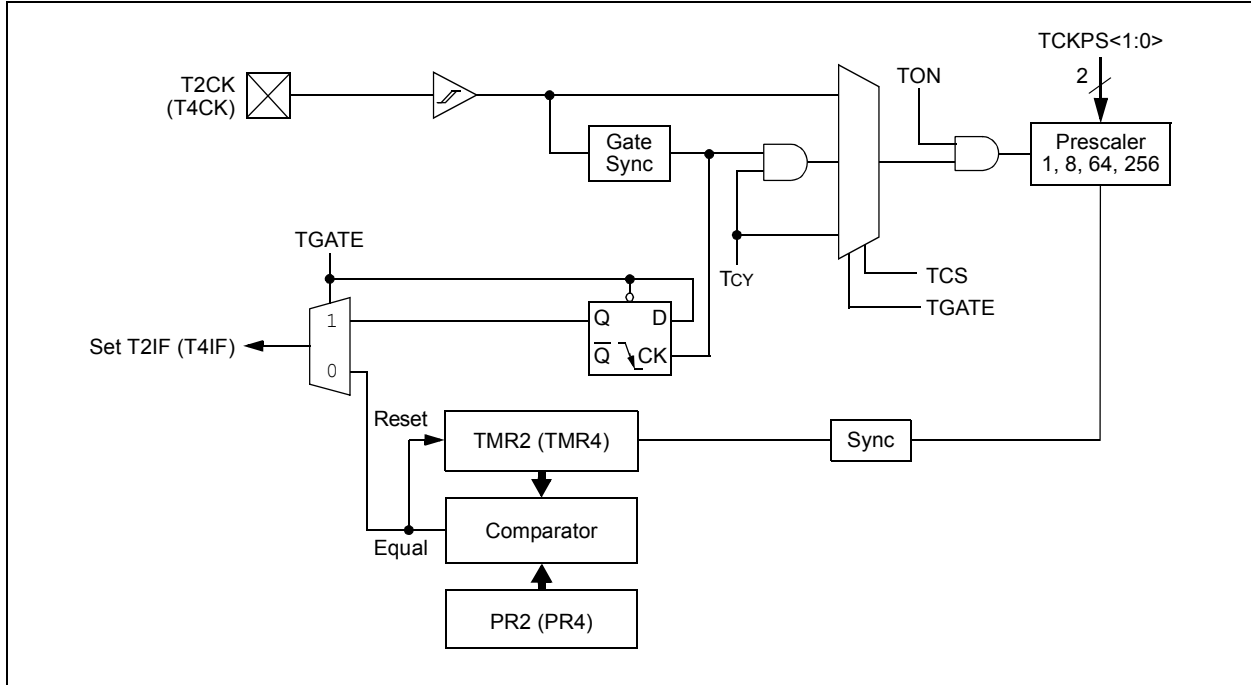 TCKPS<1:0>
2
T2CK
(T4CK)
TON
Gate
Sync
Prescaler
1, 8, 64, 256
TGATE
TCY
TCS
TGATE
1
Q
D
Set T2IF (T4IF)
Q
CK
0
Reset
TMR2 (TMR4)
Sync
Comparator
Equal
PR2 (PR4)